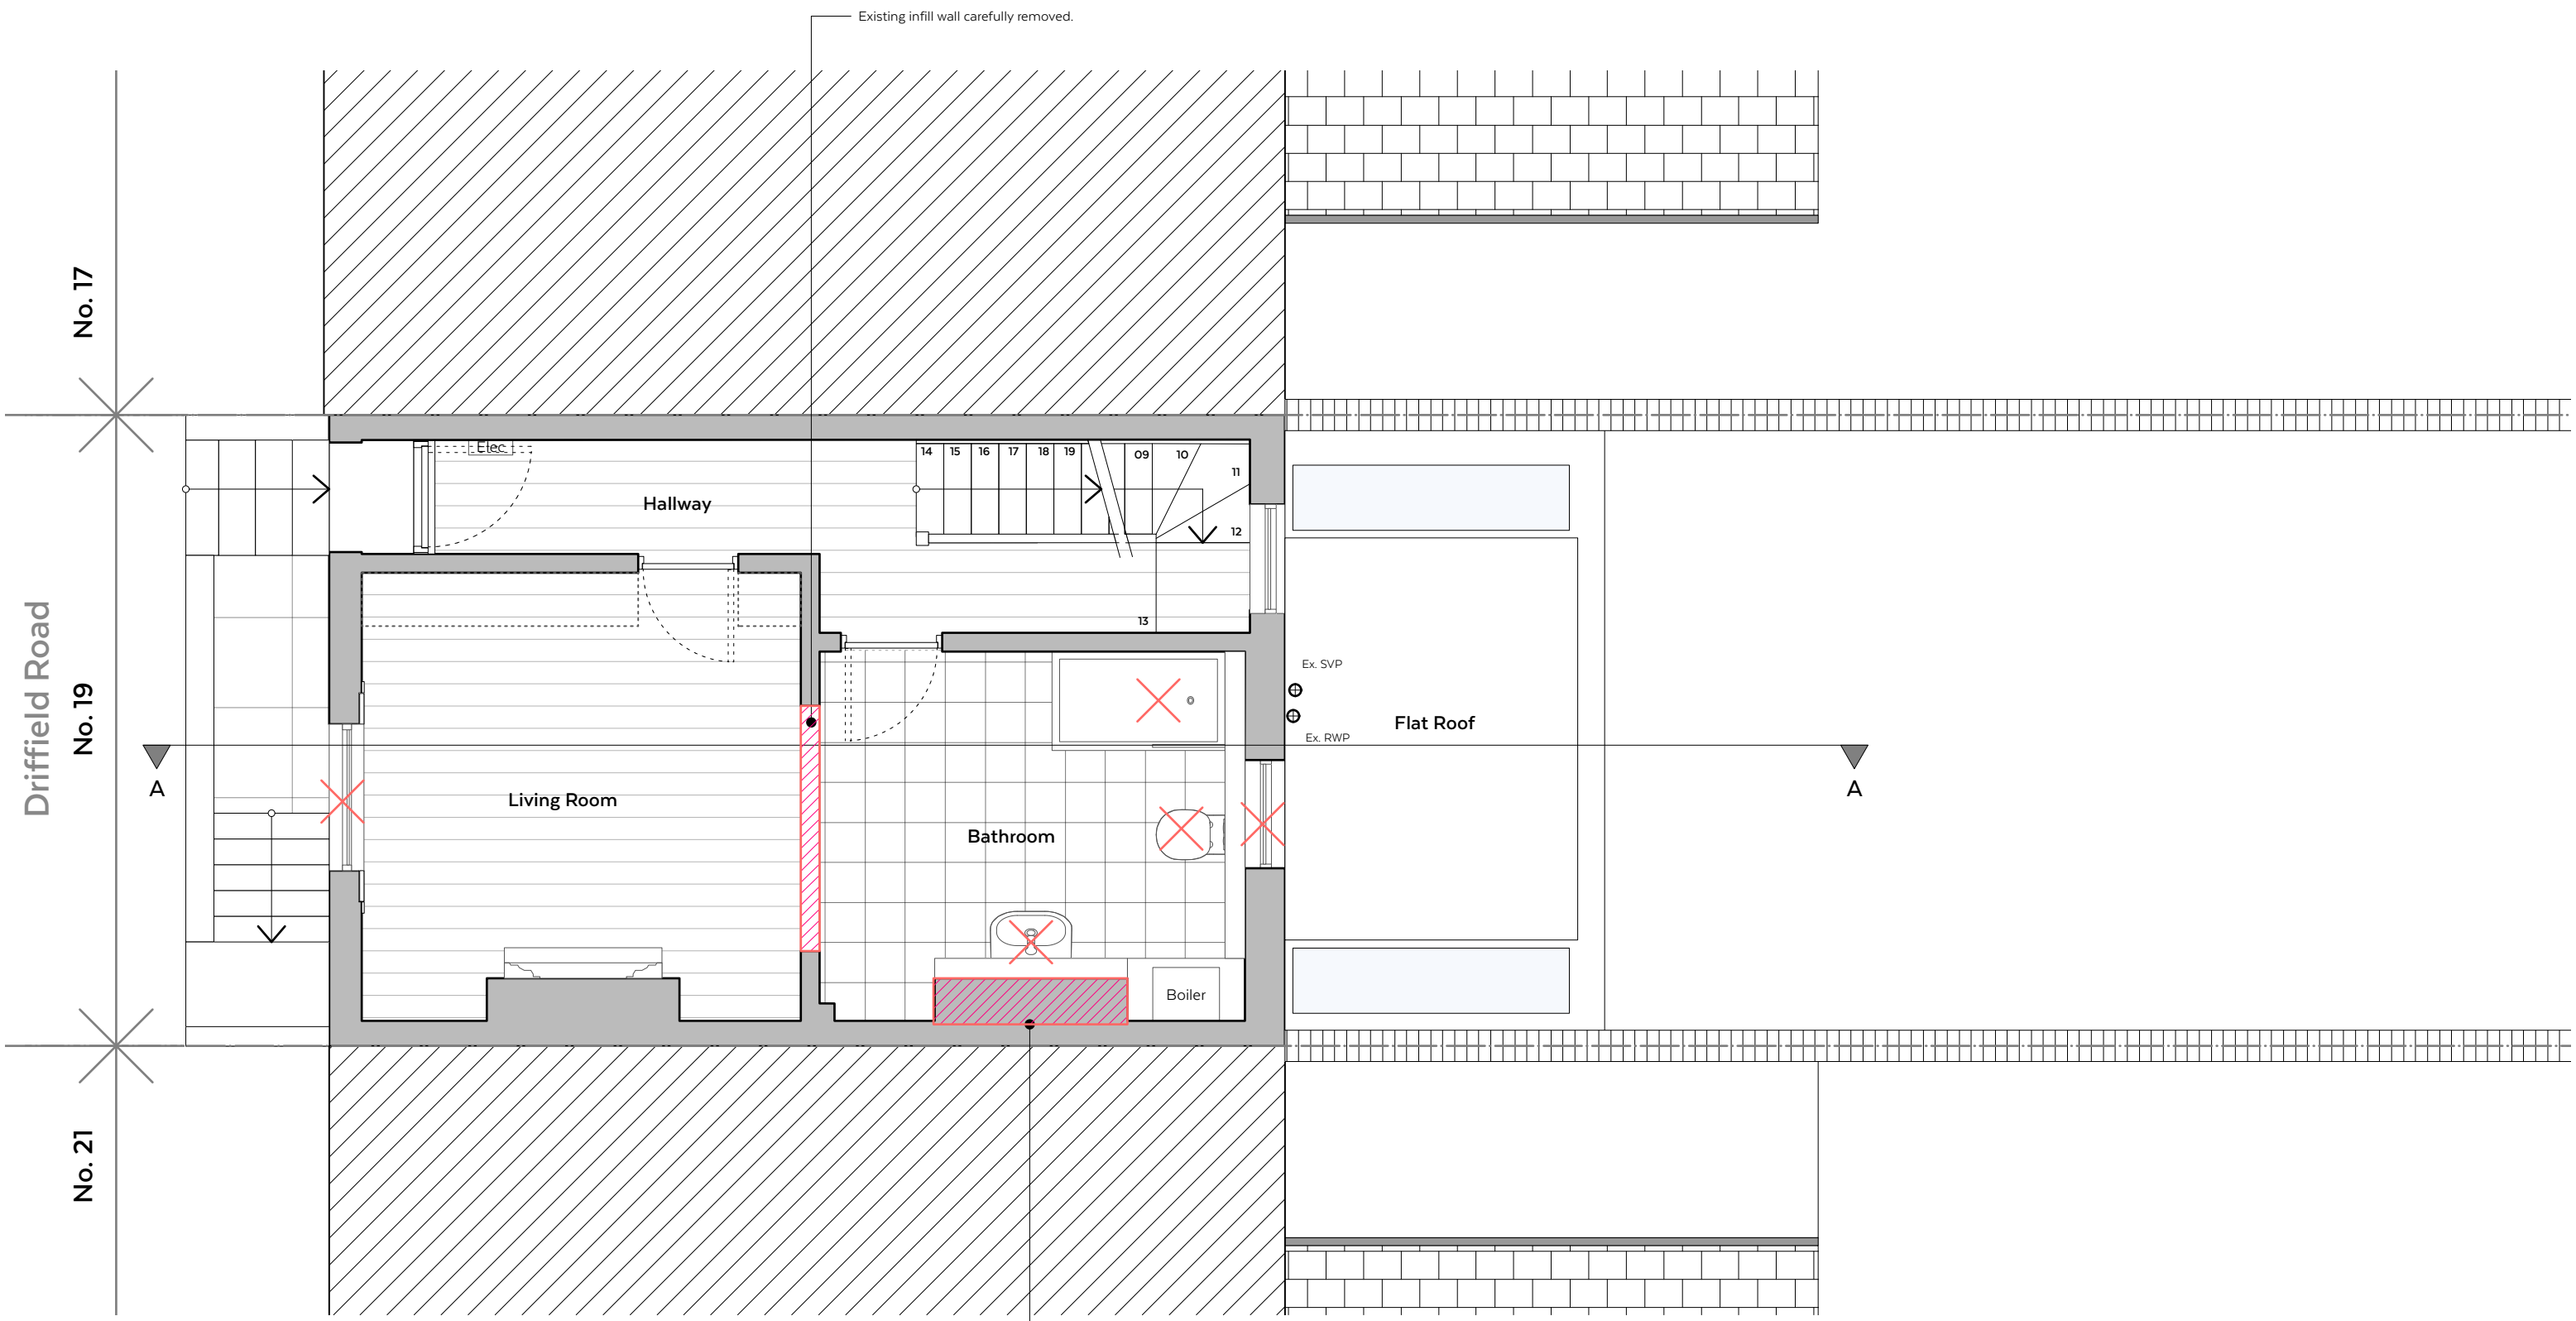 Existing infill wall carefully removed.
No. 17
Elec
14 15 16 17 18 19 09 10
11
Hallway
12
13
Driffield Road
No. 19
Ex. SVP
Flat Roof
Ex. RWP
A
A
Living Room
Bathroom
Boiler
No. 21